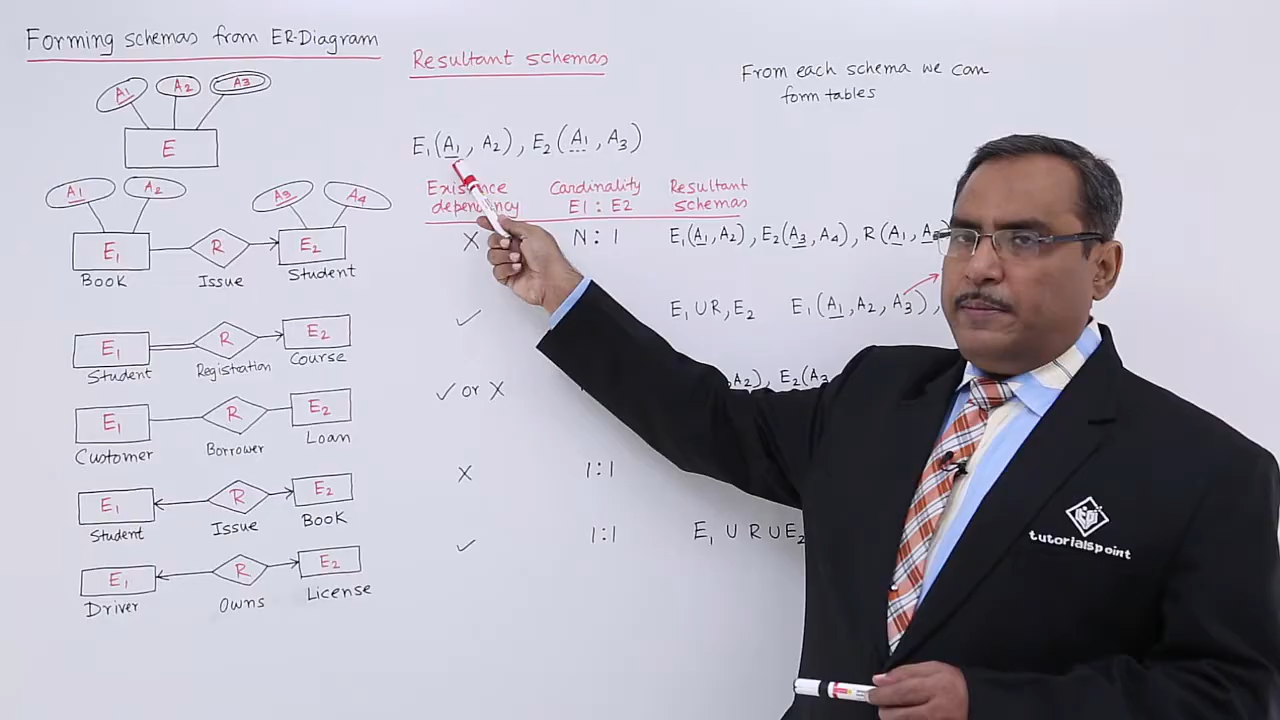 Forming schemas from ER-Diagram
Resultant schemas
From each schema we can
form tables
A1 A2 A3
E
E1(A1, A2), E2(A1, A3)
Existence dependency
Cardinality E1 : E2
Resultant schemas
A1 A2 A3 A4
E1 R E2
Book Issue Student
X N : 1 E1(A1, A2), E2(A3, A4), R(A1, A3
E1 R E2
Student Registration Course
✓ E1 ∪ R, E2 E1(A1, A2, A3),
E1 R E2
Customer Borrower Loan
✓ or X A2), E2(A3
E1 R E2
Student Issue Book
X 1:1
E1 R E2
Driver Owns License
✓ 1:1 E1 ∪ R ∪ E2
tutorialspoint